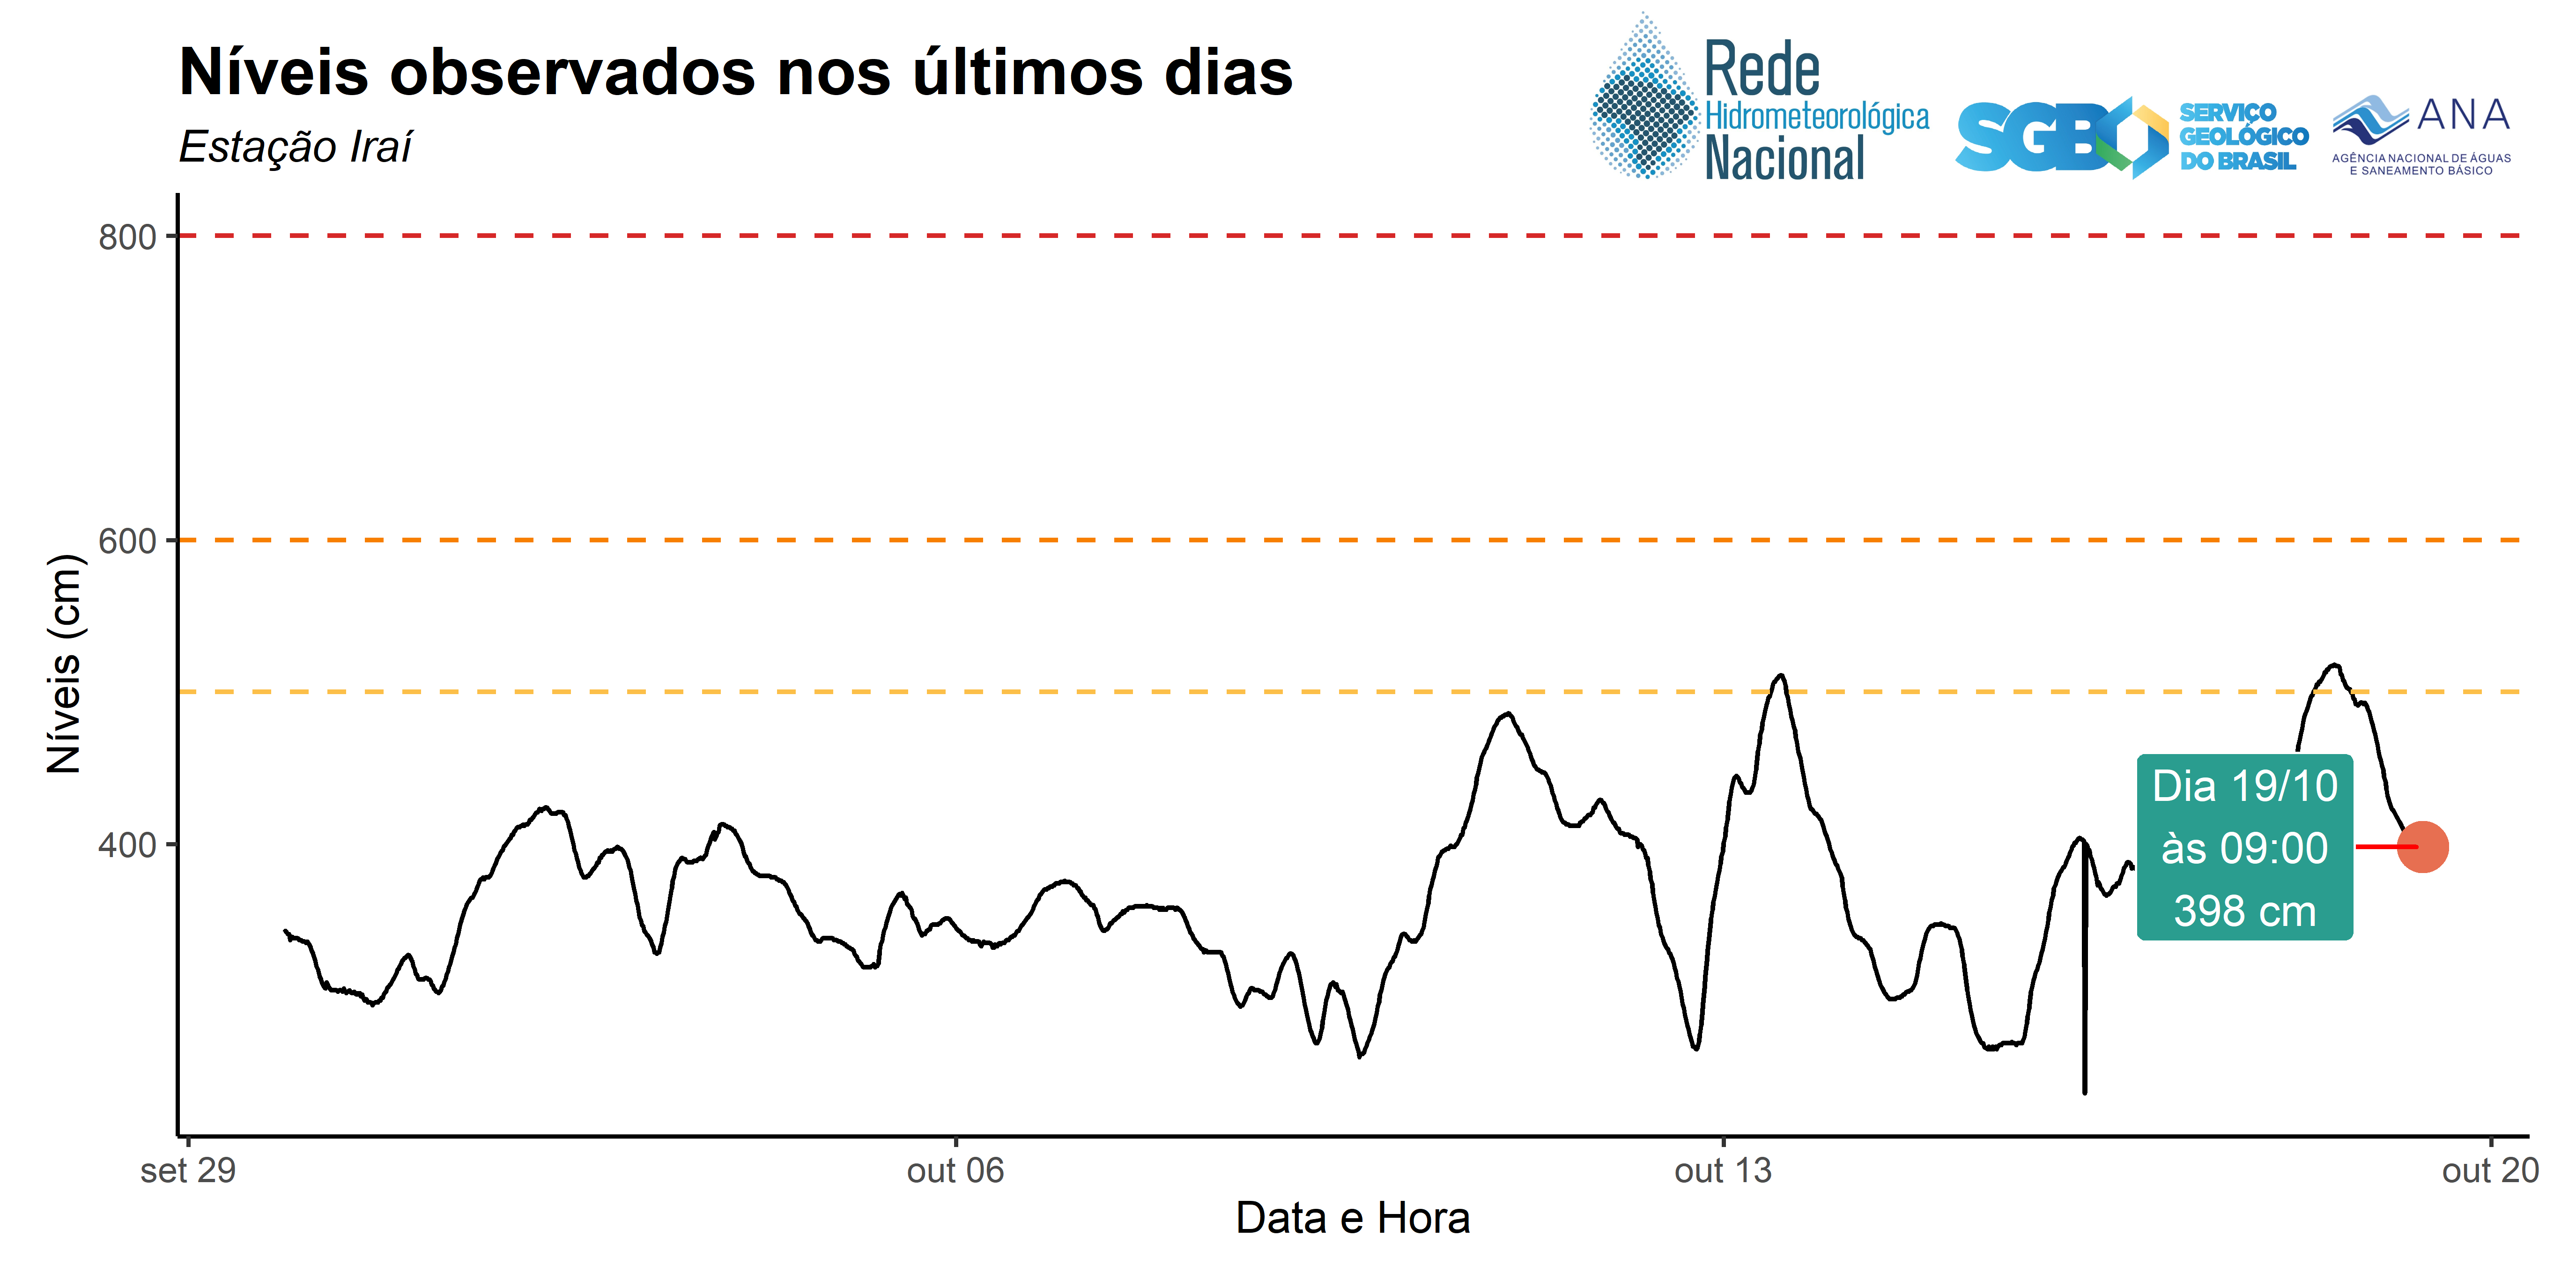 Níveis observados nos últimos dias
Estação Iraí
Rede
Hidrometeorológica
Nacional
SGB
SERVIÇO
GEOLÓGICO
DO BRASIL
ANA
AGÊNCIA NACIONAL DE ÁGUAS
E SANEAMENTO BÁSICO
Níveis (cm)
800
600
400
Dia 19/10
às 09:00
398 cm
set 29
out 06
out 13
out 20
Data e Hora